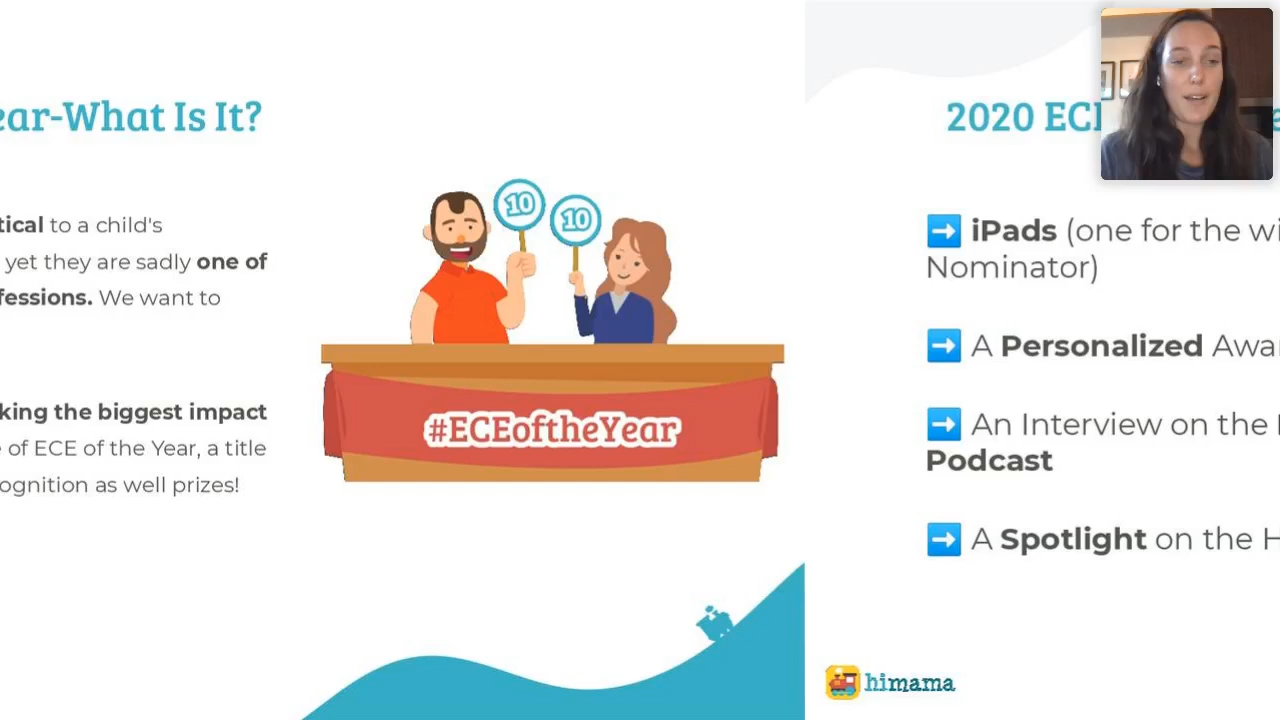 ear-What Is It?
tical to a child's
yet they are sadly one of
fessions. We want to
king the biggest impact
of ECE of the Year, a title
ognition as well prizes!
10
10
#ECEoftheYear
2020 ECE
iPads (one for the wi
Nominator)
A Personalized Awa
An Interview on the
Podcast
A Spotlight on the H
himama